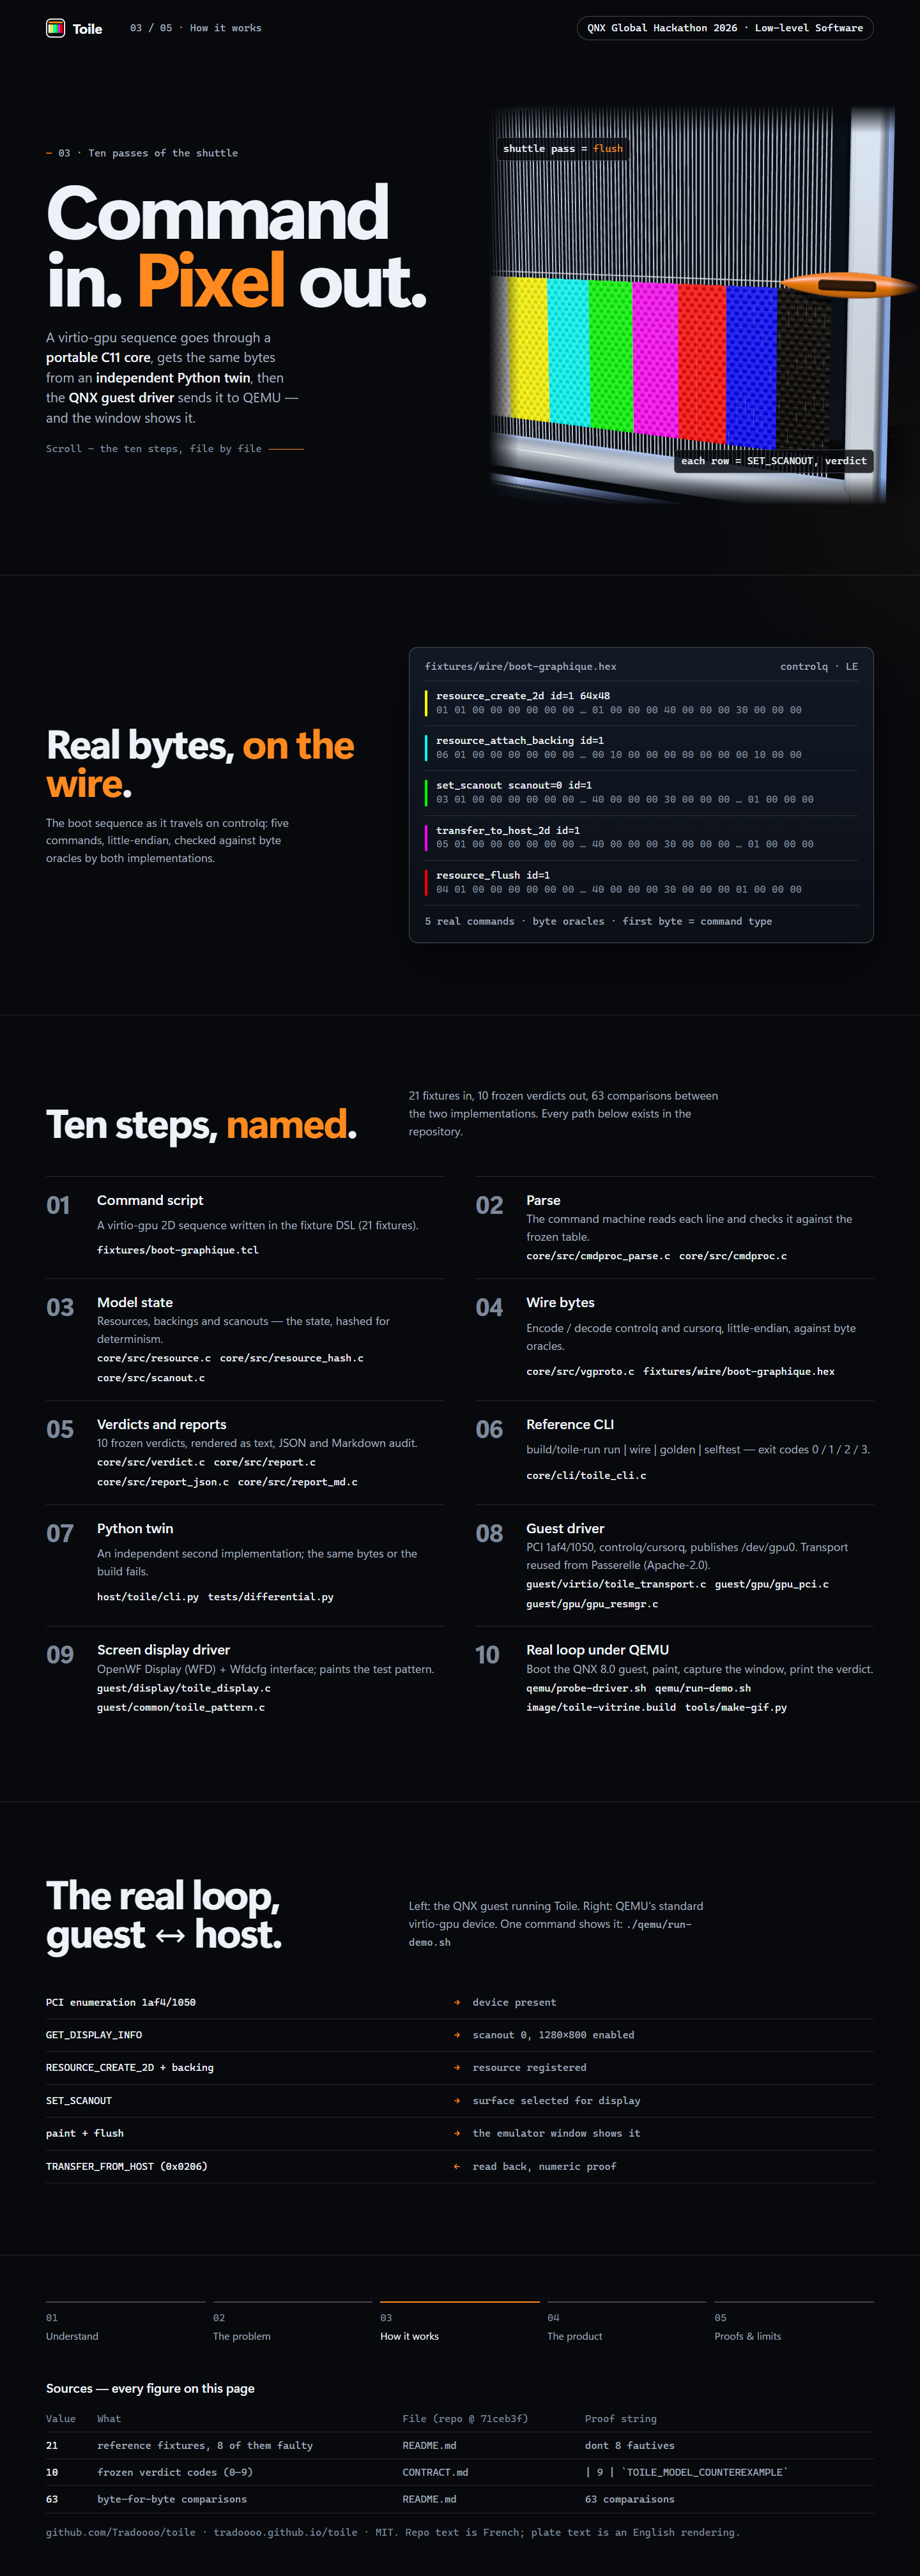 Toile
03 / 05 · How it works
QNX Global Hackathon 2026 · Low-level Software
— 03 · Ten passes of the shuttle
Command
in. Pixel out.
A virtio-gpu sequence goes through a
portable C11 core, gets the same bytes
from an independent Python twin, then
the QNX guest driver sends it to QEMU —
and the window shows it.
Scroll — the ten steps, file by file
shuttle pass = flush
each row = SET_SCANOUT, verdict
Real bytes, on the
wire.
The boot sequence as it travels on controlq: five
commands, little-endian, checked against byte
oracles by both implementations.
fixtures/wire/boot-graphique.hex
controlq · LE
resource_create_2d id=1 64x48
01 01 00 00 00 00 00 00 … 01 00 00 00 40 00 00 00 30 00 00 00
resource_attach_backing id=1
06 01 00 00 00 00 00 00 … 00 10 00 00 00 00 00 00 00 10 00 00
set_scanout scanout=0 id=1
03 01 00 00 00 00 00 00 … 40 00 00 00 30 00 00 00 … 01 00 00 00
transfer_to_host_2d id=1
05 01 00 00 00 00 00 00 … 40 00 00 00 30 00 00 00 … 01 00 00 00
resource_flush id=1
04 01 00 00 00 00 00 00 … 40 00 00 00 30 00 00 00 01 00 00 00
5 real commands · byte oracles · first byte = command type
Ten steps, named.
21 fixtures in, 10 frozen verdicts out, 63 comparisons between
the two implementations. Every path below exists in the
repository.
01
Command script
A virtio-gpu 2D sequence written in the fixture DSL (21 fixtures).
fixtures/boot-graphique.tcl
02
Parse
The command machine reads each line and checks it against the
frozen table.
core/src/cmdproc_parse.c core/src/cmdproc.c
03
Model state
Resources, backings and scanouts — the state, hashed for
determinism.
core/src/resource.c core/src/resource_hash.c
core/src/scanout.c
04
Wire bytes
Encode / decode controlq and cursorq, little-endian, against byte
oracles.
core/src/vgproto.c fixtures/wire/boot-graphique.hex
05
Verdicts and reports
10 frozen verdicts, rendered as text, JSON and Markdown audit.
core/src/verdict.c core/src/report.c
core/src/report_json.c core/src/report_md.c
06
Reference CLI
build/toile-run run | wire | golden | selftest — exit codes 0 / 1 / 2 / 3.
core/cli/toile_cli.c
07
Python twin
An independent second implementation; the same bytes or the
build fails.
host/toile/cli.py tests/differential.py
08
Guest driver
PCI 1af4/1050, controlq/cursorq, publishes /dev/gpu0. Transport
reused from Passerelle (Apache-2.0).
guest/virtio/toile_transport.c guest/gpu/gpu_pci.c
guest/gpu/gpu_resmgr.c
09
Screen display driver
OpenWF Display (WFD) + Wfdcfg interface; paints the test pattern.
guest/display/toile_display.c
guest/common/toile_pattern.c
10
Real loop under QEMU
Boot the QNX 8.0 guest, paint, capture the window, print the verdict.
qemu/probe-driver.sh qemu/run-demo.sh
image/toile-vitrine.build tools/make-gif.py
The real loop,
guest ↔ host.
Left: the QNX guest running Toile. Right: QEMU's standard
virtio-gpu device. One command shows it: ./qemu/run-
demo.sh
PCI enumeration 1af4/1050 → device present
GET_DISPLAY_INFO → scanout 0, 1280×800 enabled
RESOURCE_CREATE_2D + backing → resource registered
SET_SCANOUT → surface selected for display
paint + flush → the emulator window shows it
TRANSFER_FROM_HOST (0x0206) ← read back, numeric proof
01
Understand
02
The problem
03
How it works
04
The product
05
Proofs & limits
Sources — every figure on this page
Value What File (repo @ 71ceb3f) Proof string
21 reference fixtures, 8 of them faulty README.md dont 8 fautives
10 frozen verdict codes (0–9) CONTRACT.md | 9 | `TOILE_MODEL_COUNTEREXAMPLE`
63 byte-for-byte comparisons README.md 63 comparaisons
github.com/Tradoooo/toile · tradoooo.github.io/toile · MIT. Repo text is French; plate text is an English rendering.